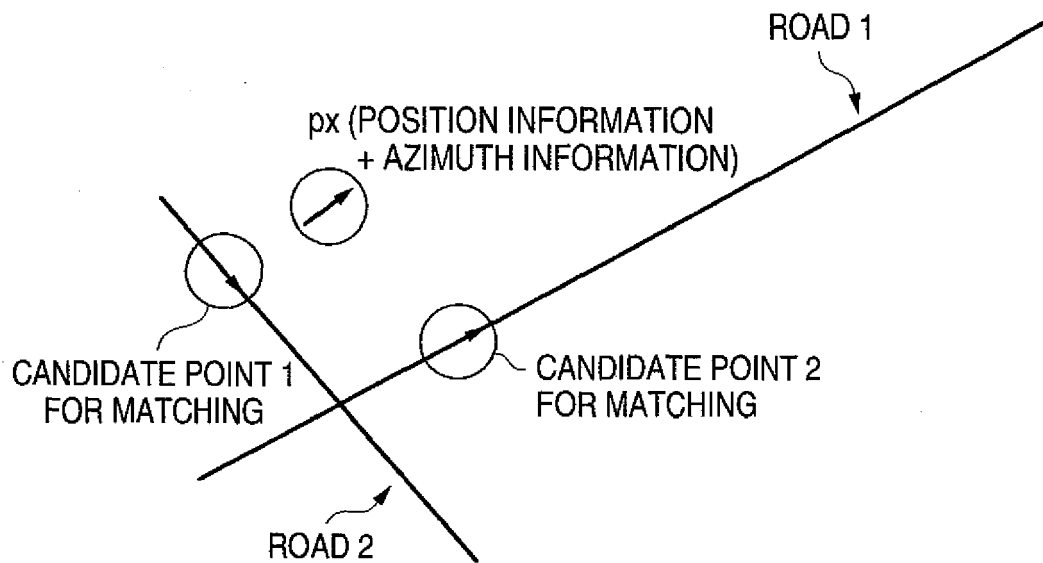 ROAD 1
px (POSITION INFORMATION
+ AZIMUTH INFORMATION)
CANDIDATE POINT 1
FOR MATCHING
CANDIDATE POINT 2
FOR MATCHING
ROAD 2